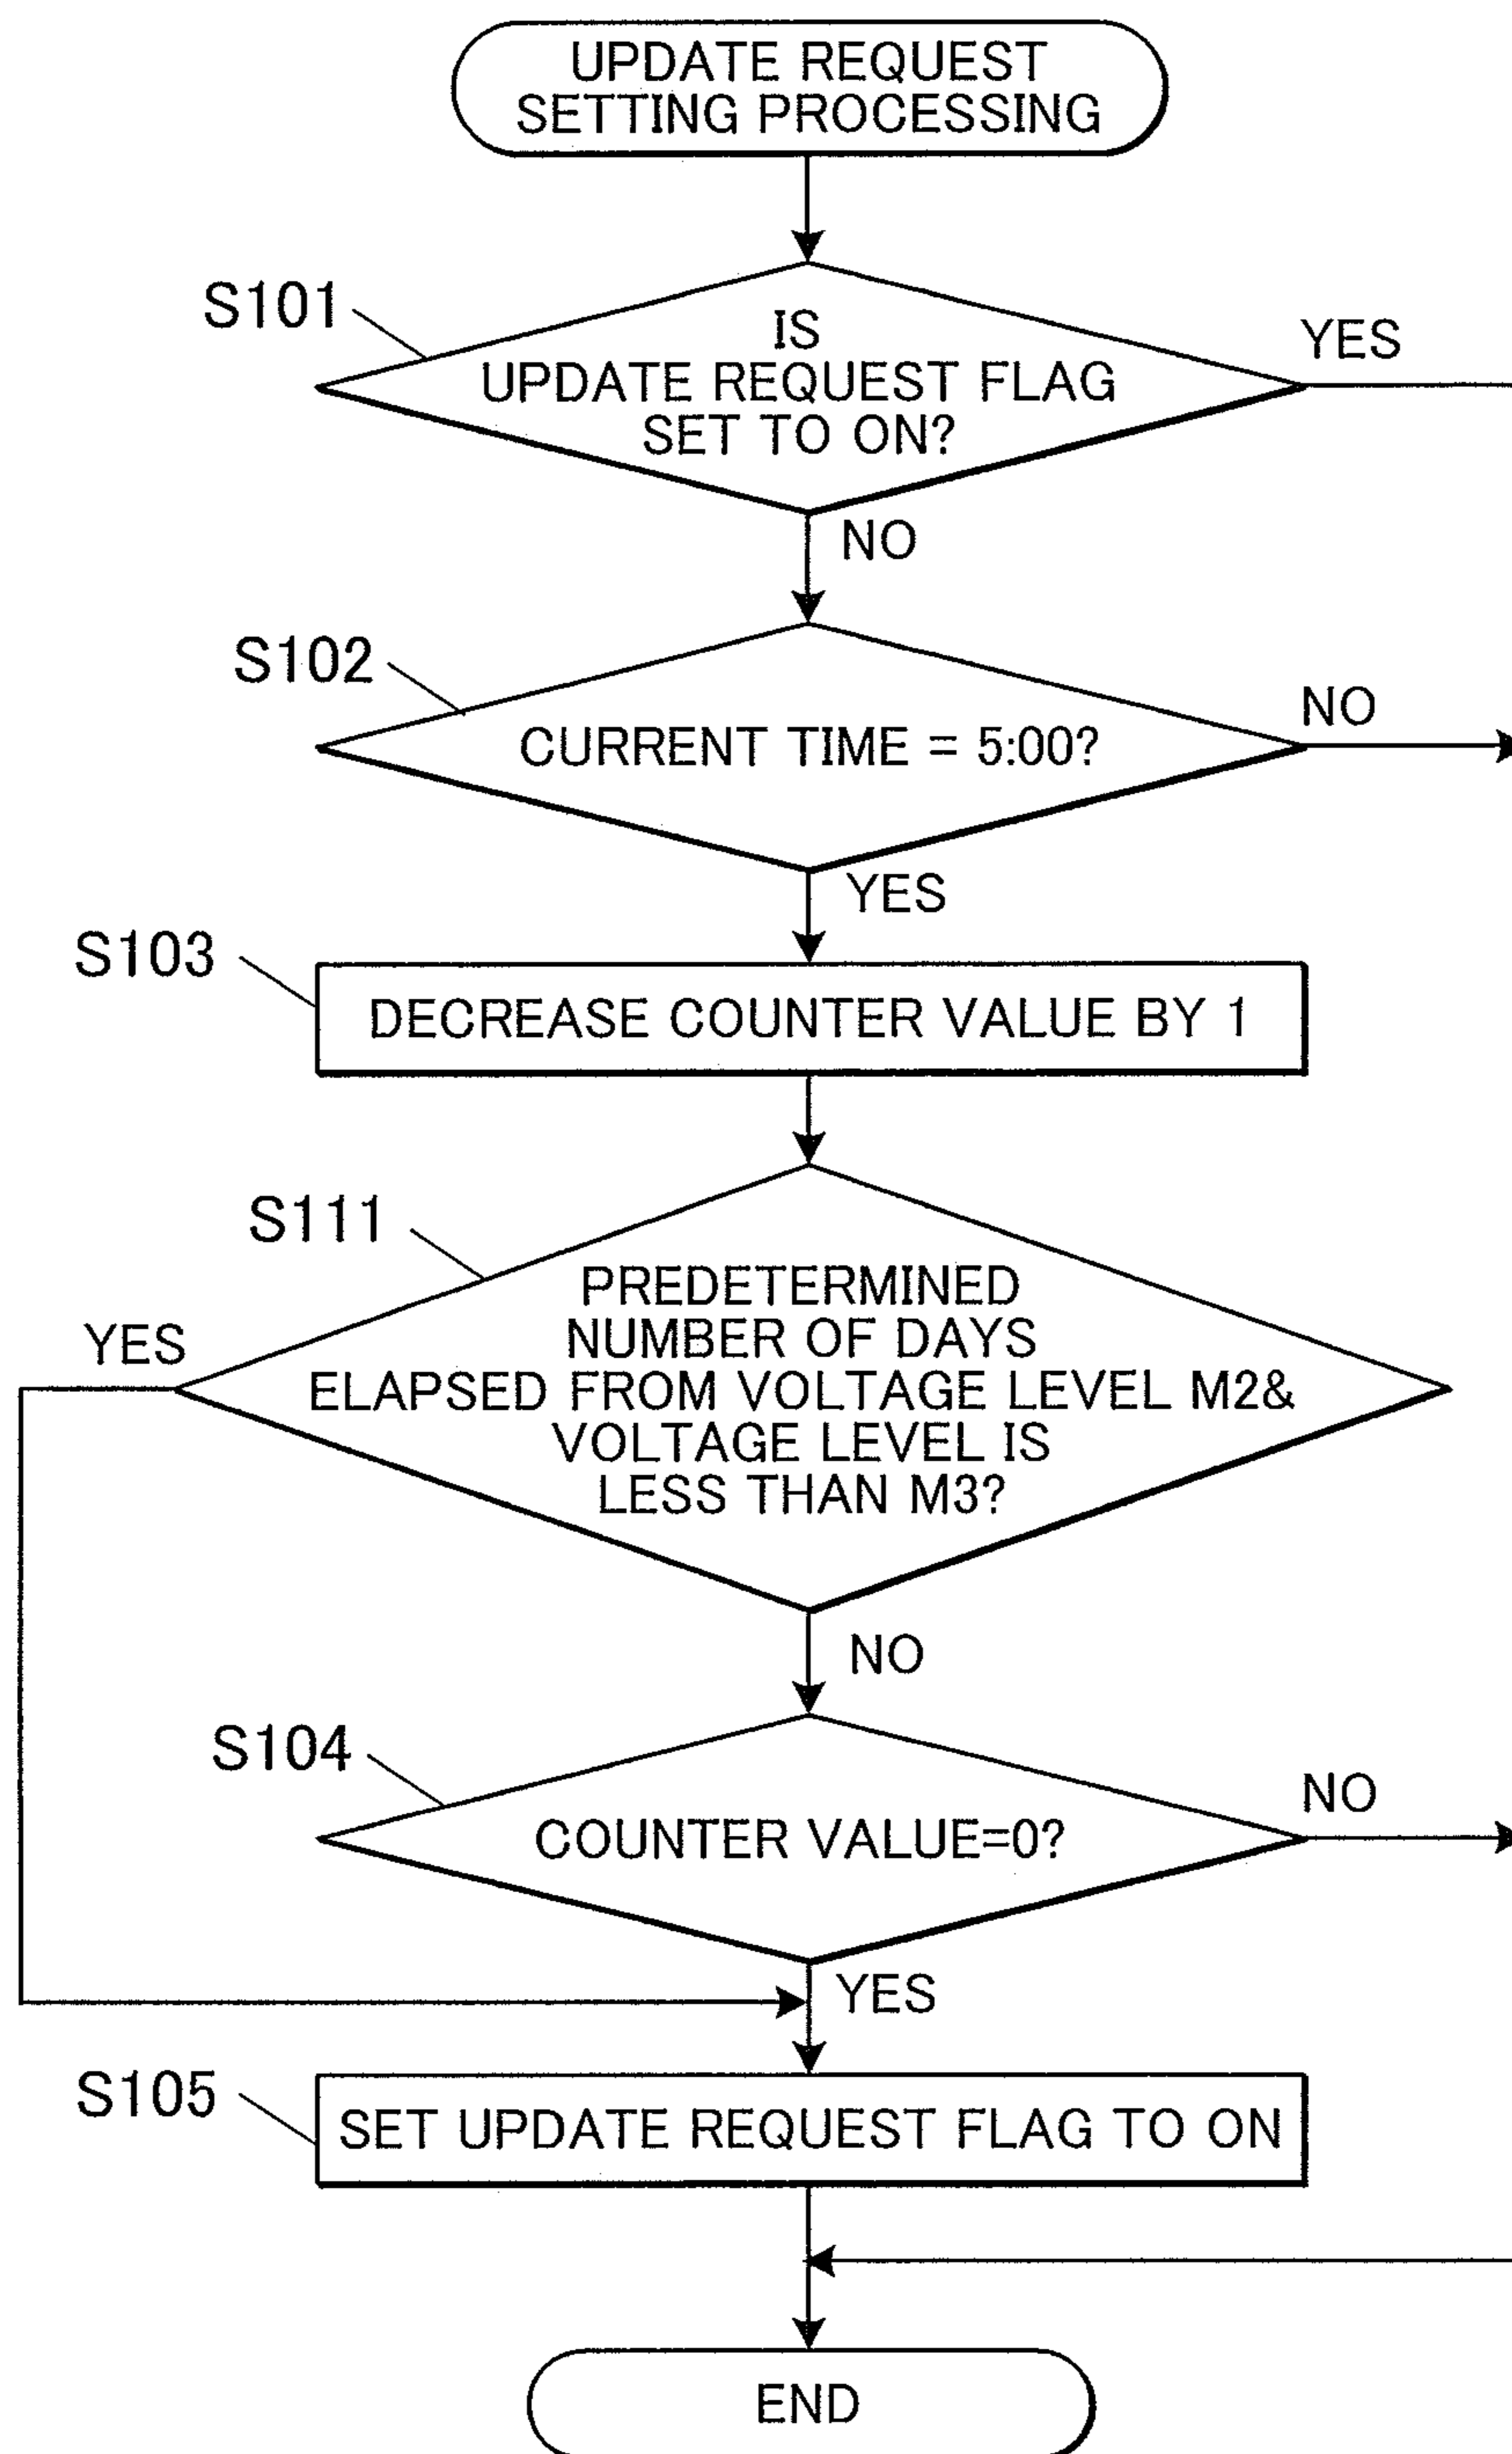 UPDATE REQUEST
SETTING PROCESSING
S101
IS
UPDATE REQUEST FLAG
SET TO ON?
YES
NO
S102
CURRENT TIME = 5:00?
NO
YES
S103
DECREASE COUNTER VALUE BY 1
S111
PREDETERMINED
NUMBER OF DAYS
ELAPSED FROM VOLTAGE LEVEL M2&
VOLTAGE LEVEL IS
LESS THAN M3?
YES
NO
S104
COUNTER VALUE=0?
NO
YES
S105
SET UPDATE REQUEST FLAG TO ON
END